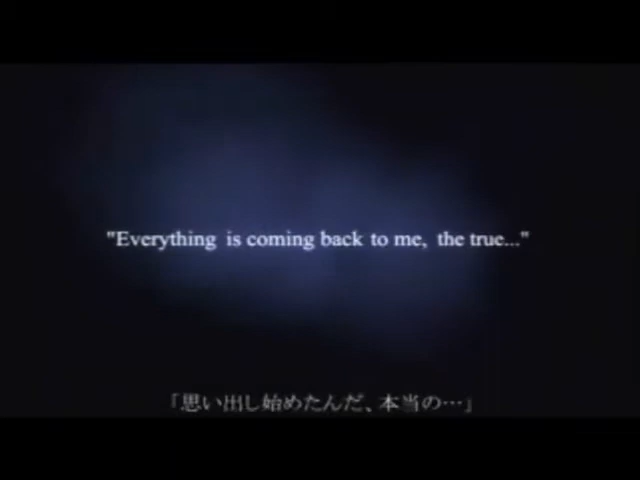 "Everything is coming back to me, the true..."
「思い出し始めたんだ、本当の…」